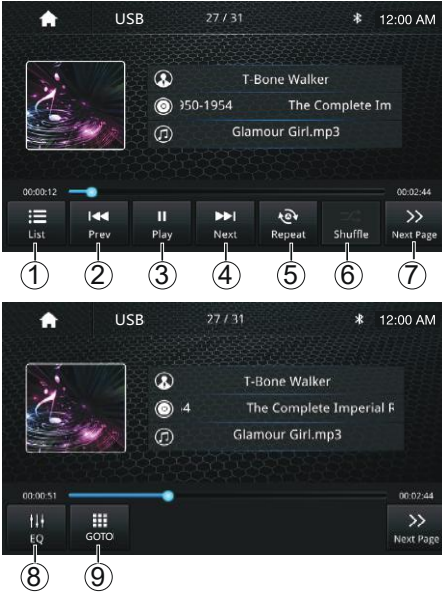 USB 27 / 31 12:00 AM
T-Bone Walker
950-1954 The Complete Im
Glamour Girl.mp3
00:00:12 00:02:44
List Prev Play Next Repeat Shuffle Next Page
1 2 3 4 5 6 7
USB 27 / 31 12:00 AM
T-Bone Walker
4 The Complete Imperial R
Glamour Girl.mp3
00:00:51 00:02:44
EQ GOTO Next Page
8 9